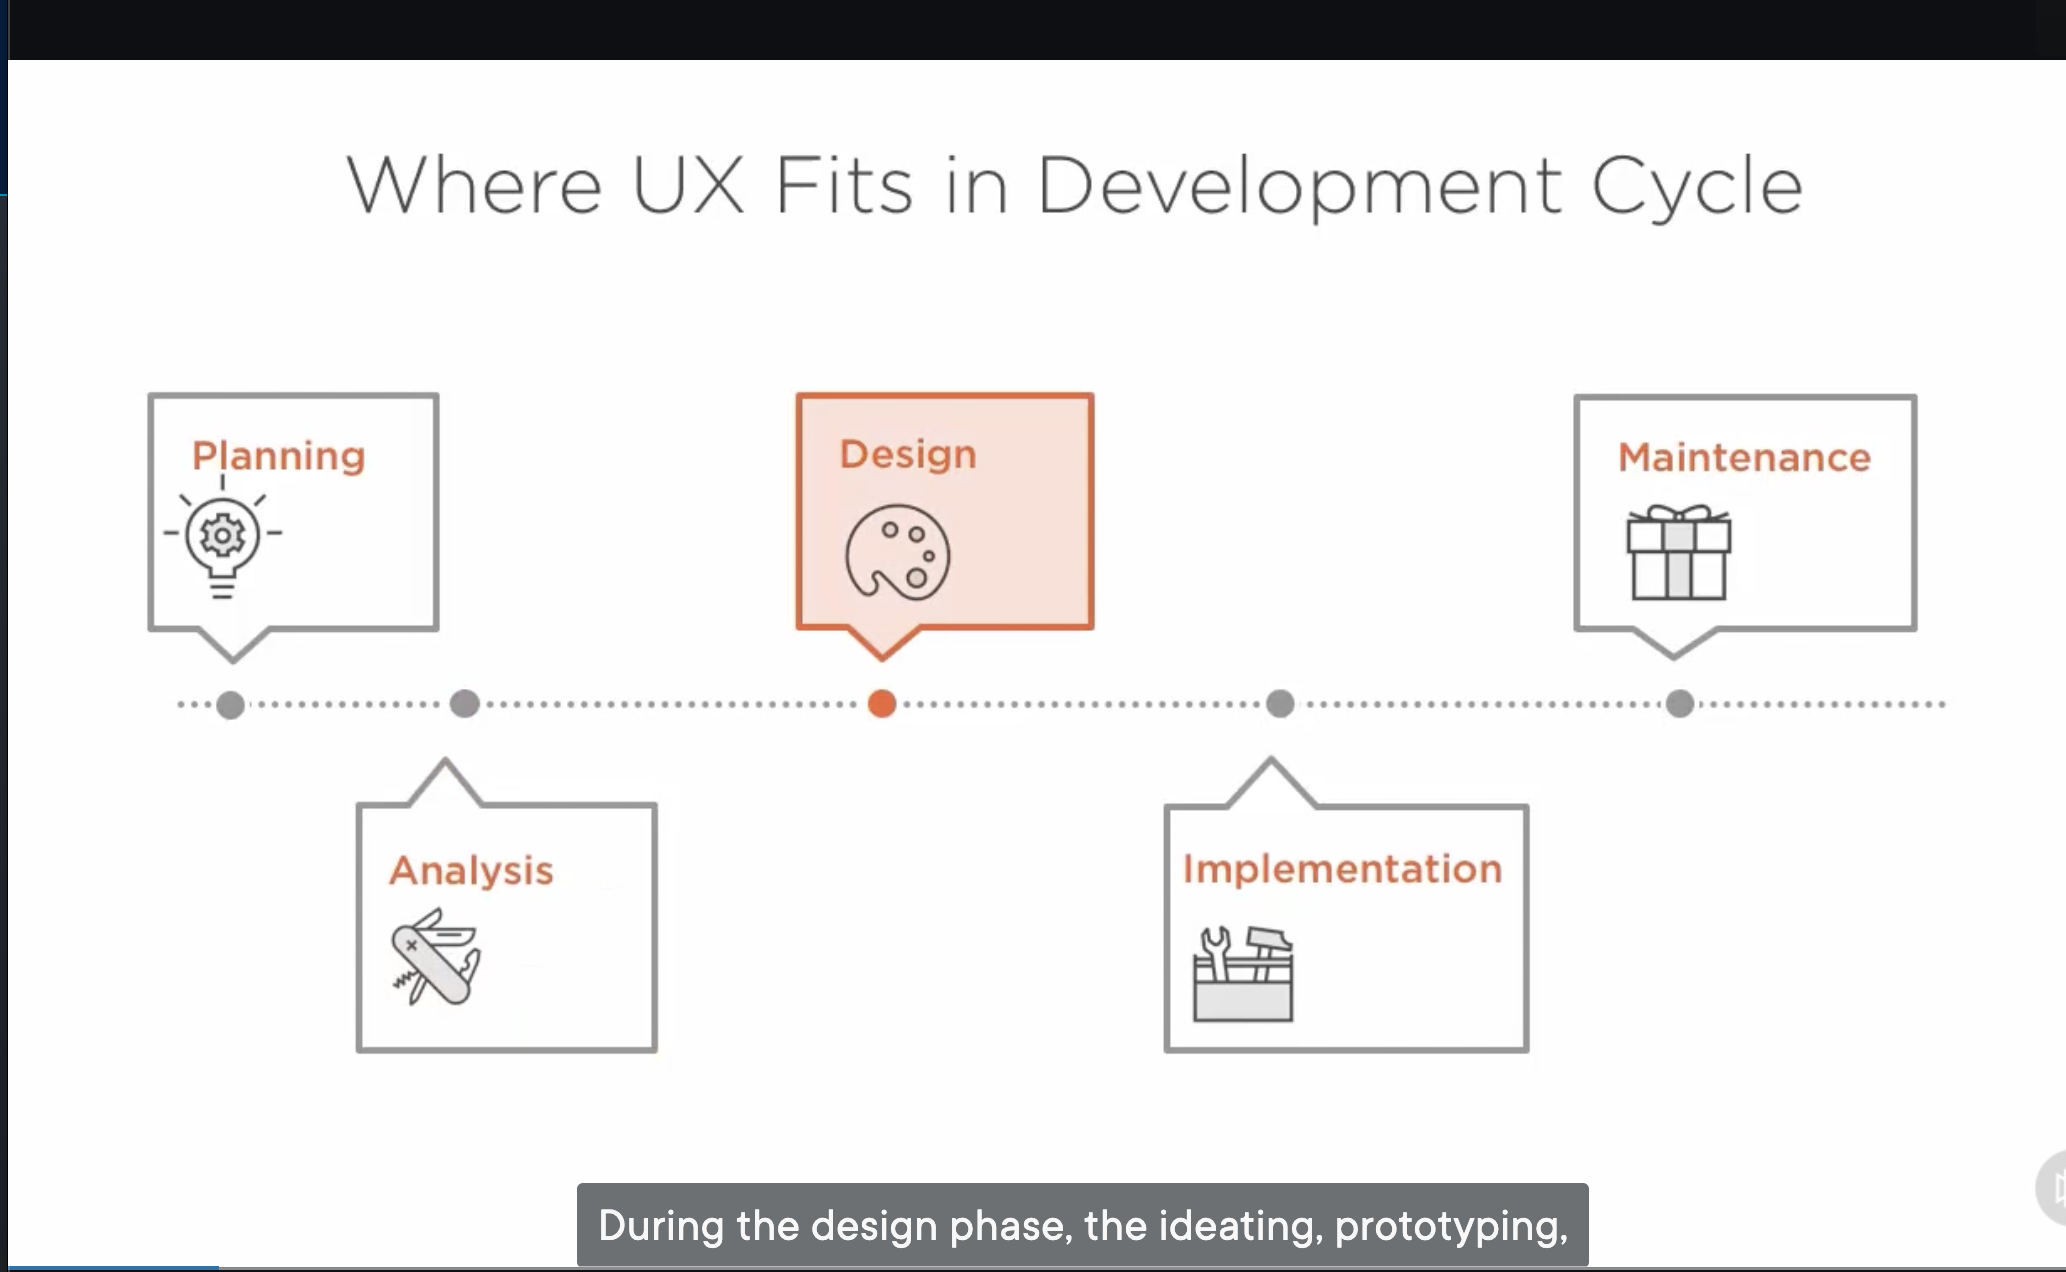 Where UX Fits in Development Cycle
Planning
Design
Maintenance
Analysis
Implementation
During the design phase, the ideating, prototyping,